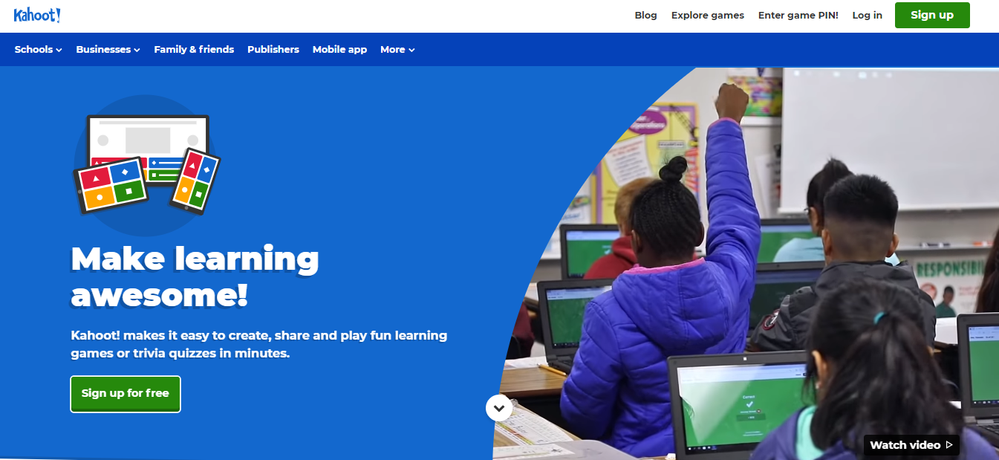 Kahoot!
Blog Explore games Enter game PIN! Log in Sign up
Schools Businesses Family & friends Publishers Mobile app More
Make learning
awesome!
Kahoot! makes it easy to create, share and play fun learning
games or trivia quizzes in minutes.
Sign up for free
RESPONSIBIL
Correct
Watch video